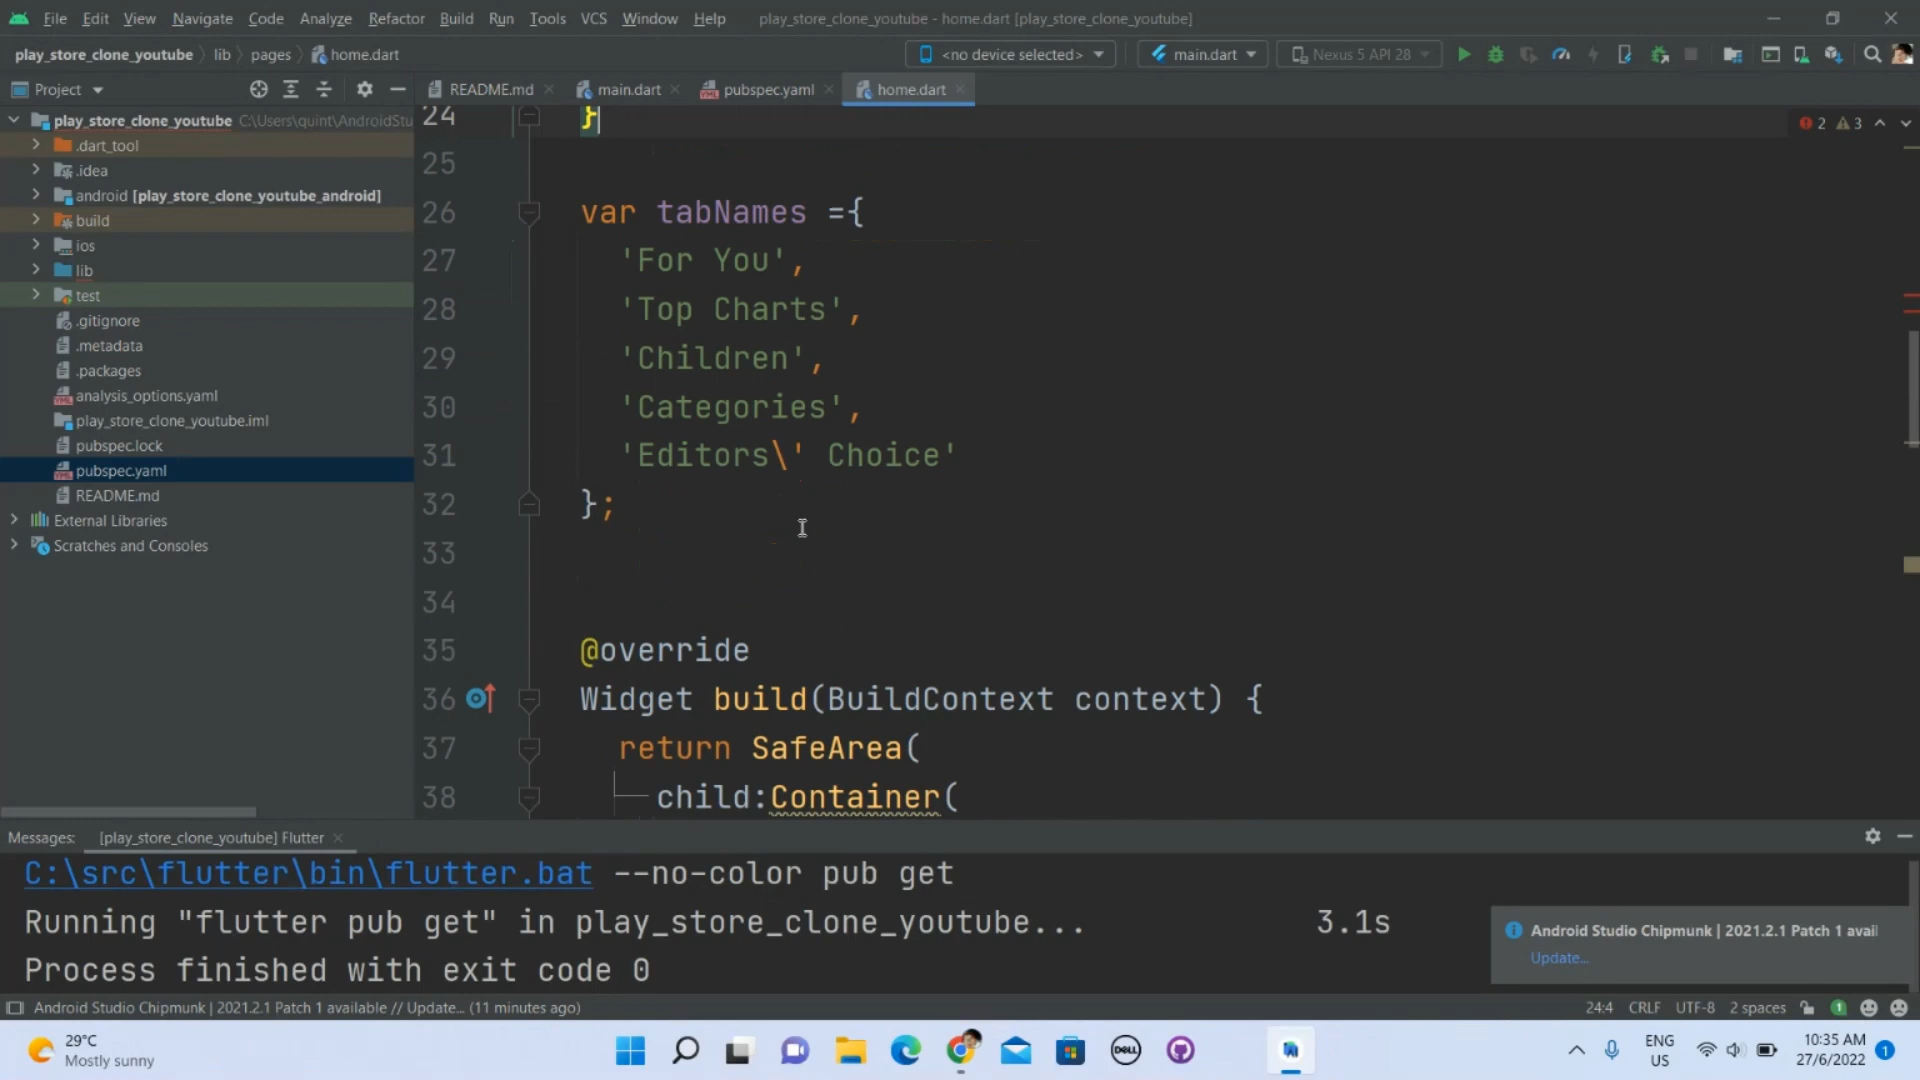 File Edit View Navigate Code Analyze Refactor Build Run Tools VCS Window Help play_store_clone_youtube - home.dart [play_store_clone_youtube]
play_store_clone_youtube lib pages home.dart <no device selected> main.dart Nexus 5 API 28
Project README.md main.dart pubspec.yaml home.dart
play_store_clone_youtube C:\Users\quint\AndroidStu
.dart_tool
.idea
android [play_store_clone_youtube_android]
build
ios
lib
test
.gitignore
.metadata
.packages
analysis_options.yaml
play_store_clone_youtube.iml
pubspec.lock
pubspec.yaml
README.md
External Libraries
Scratches and Consoles
2 3
24 }
25
26 var tabNames ={
27 'For You',
28 'Top Charts',
29 'Children',
30 'Categories',
31 'Editors\' Choice'
32 };
33
34
35 @override
36 Widget build(BuildContext context) {
37 return SafeArea(
38 child:Container(
Messages: [play_store_clone_youtube] Flutter
C:\src\flutter\bin\flutter.bat --no-color pub get
Running "flutter pub get" in play_store_clone_youtube... 3.1s
Process finished with exit code 0
Android Studio Chipmunk | 2021.2.1 Patch 1 avail
Update...
Android Studio Chipmunk | 2021.2.1 Patch 1 available // Update... (11 minutes ago) 24:4 CRLF UTF-8 2 spaces 1
29°C
Mostly sunny
DELL
ENG
US
10:35 AM
27/6/2022
1